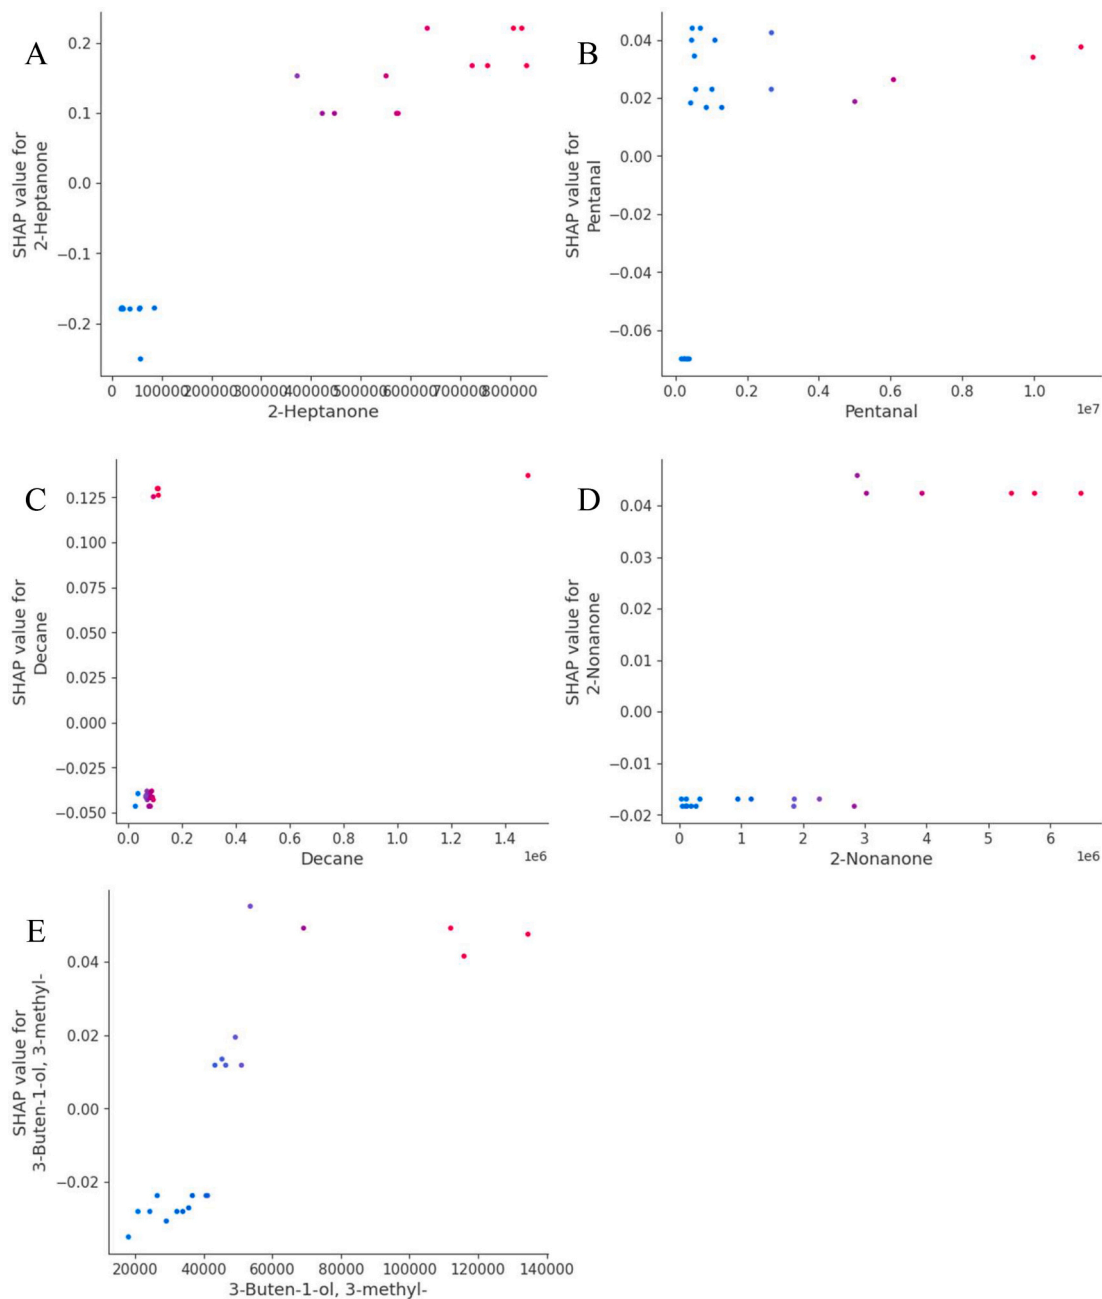 A
SHAP value for
2-Heptanone
0.2
0.1
0.0
−0.1
−0.2
0 100000 200000 300000 400000 500000 600000 700000 800000
2-Heptanone
B
SHAP value for
Pentanal
0.04
0.02
0.00
−0.02
−0.04
−0.06
0.0 0.2 0.4 0.6 0.8 1.0
1e7
Pentanal
C
SHAP value for
Decane
0.125
0.100
0.075
0.050
0.025
0.000
−0.025
−0.050
0.0 0.2 0.4 0.6 0.8 1.0 1.2 1.4
1e6
Decane
D
SHAP value for
2-Nonanone
0.04
0.03
0.02
0.01
0.00
−0.01
−0.02
0 1 2 3 4 5 6
1e6
2-Nonanone
E
SHAP value for
3-Buten-1-ol, 3-methyl-
0.04
0.02
0.00
−0.02
20000 40000 60000 80000 100000 120000 140000
3-Buten-1-ol, 3-methyl-